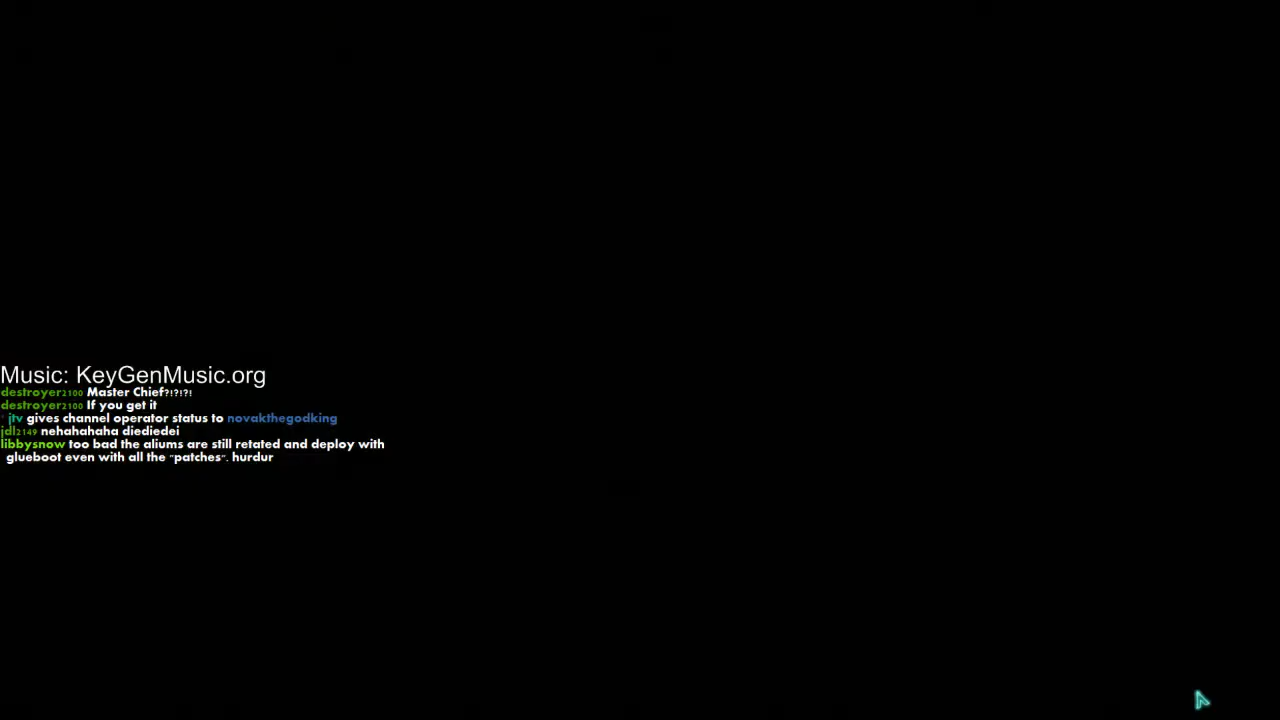 Music: KeyGenMusic.org
destroyer2100 Master Chief?!?!?!
destroyer2100 If you get it
* jtv gives channel operator status to novakthegodking
jdl2149 nehahahaha diediedei
libbysnow too bad the aliums are still retated and deploy with
glueboot even with all the "patches". hurdur